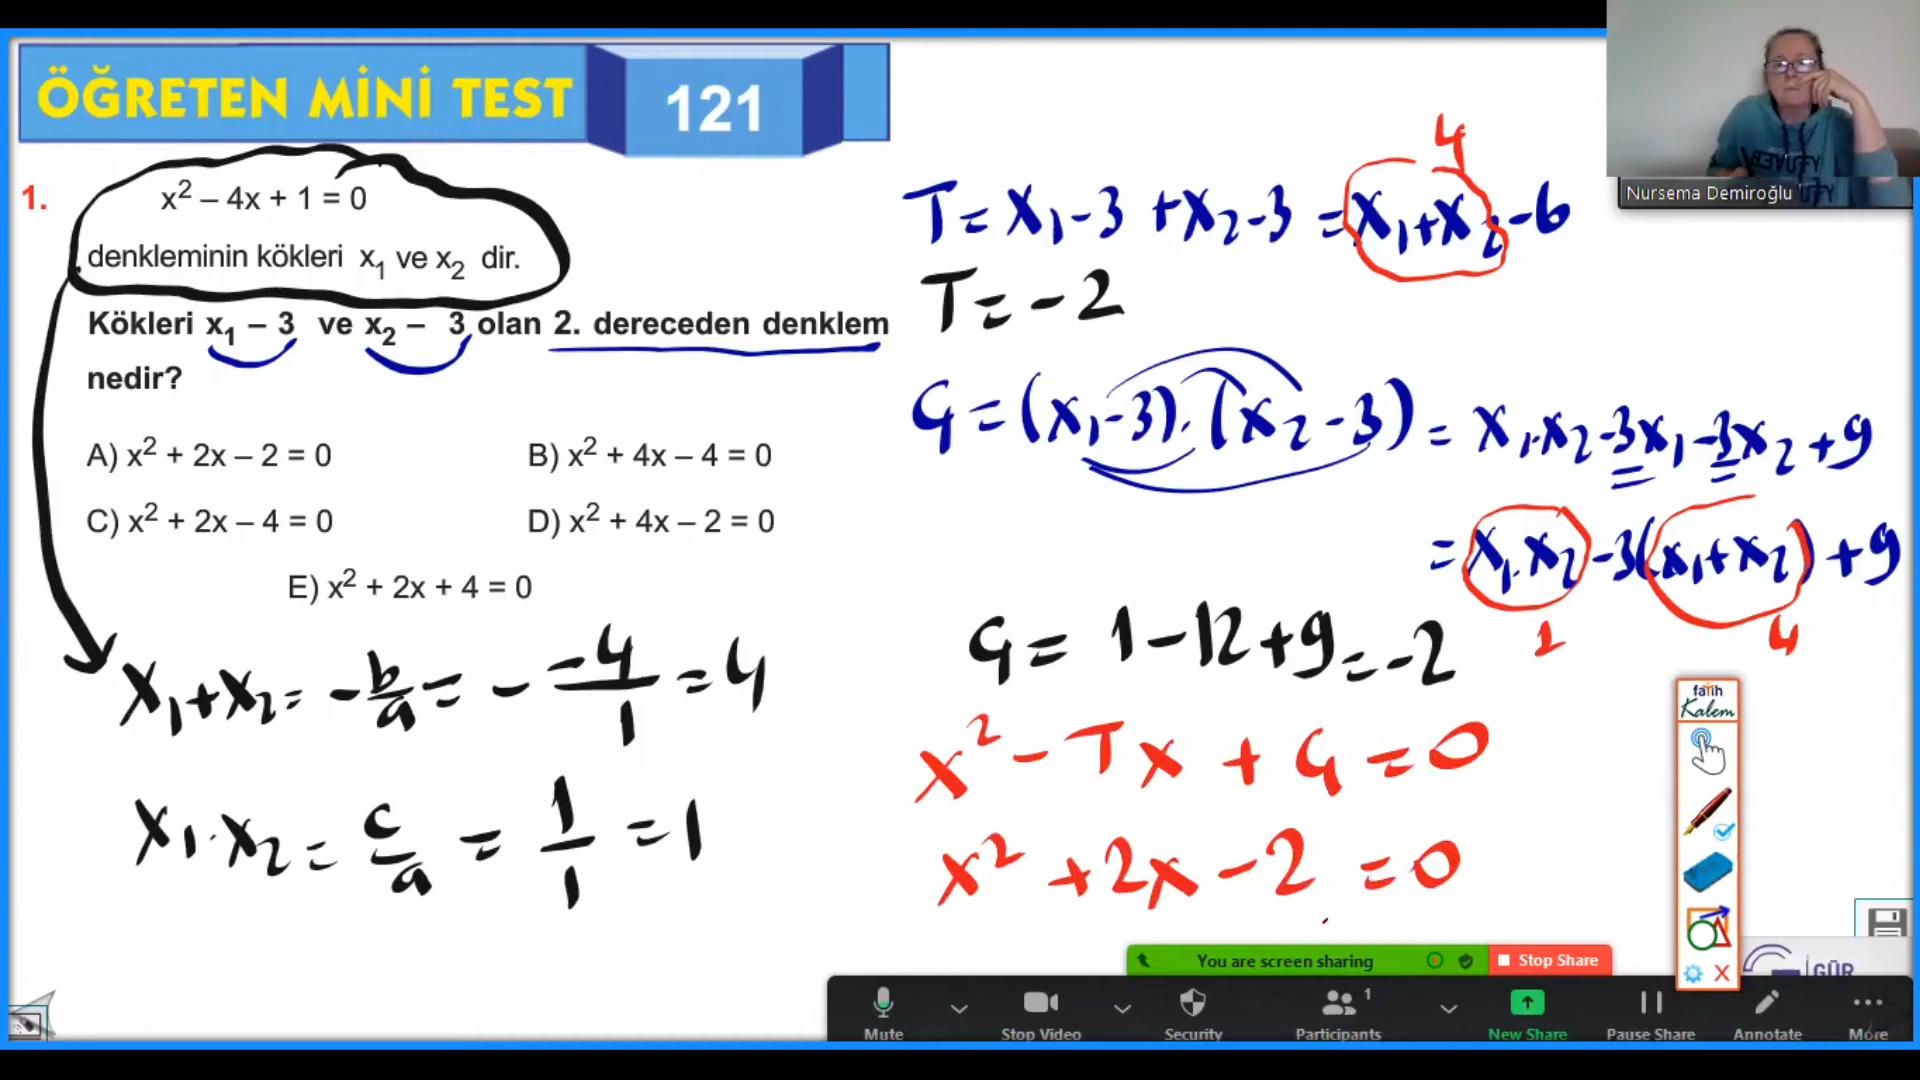 ÖĞRETEN MİNİ TEST 121
1. x² – 4x + 1 = 0
denkleminin kökleri x₁ ve x₂ dir.
Kökleri x₁ – 3 ve x₂ – 3 olan 2. dereceden denklem
nedir?
A) x² + 2x – 2 = 0 B) x² + 4x – 4 = 0
C) x² + 2x – 4 = 0 D) x² + 4x – 2 = 0
E) x² + 2x + 4 = 0
x₁+x₂ = -b/a = - -4/1 = 4
x₁.x₂ = c/a = 1/1 = 1
4
T = x₁-3 + x₂-3 = x₁+x₂ -6
T = -2
Ç = (x₁-3).(x₂-3) = x₁.x₂ -3x₁ -3x₂ +9
= x₁.x₂ -3(x₁+x₂) +9
1 4
Ç = 1-12+9 = -2
x² - Tx + Ç = 0
x² +2x -2 = 0
Nursema Demiroğlu
fatih
Kalem
GÜR
You are screen sharing Stop Share
1
Mute Stop Video Security Participants New Share Pause Share Annotate More